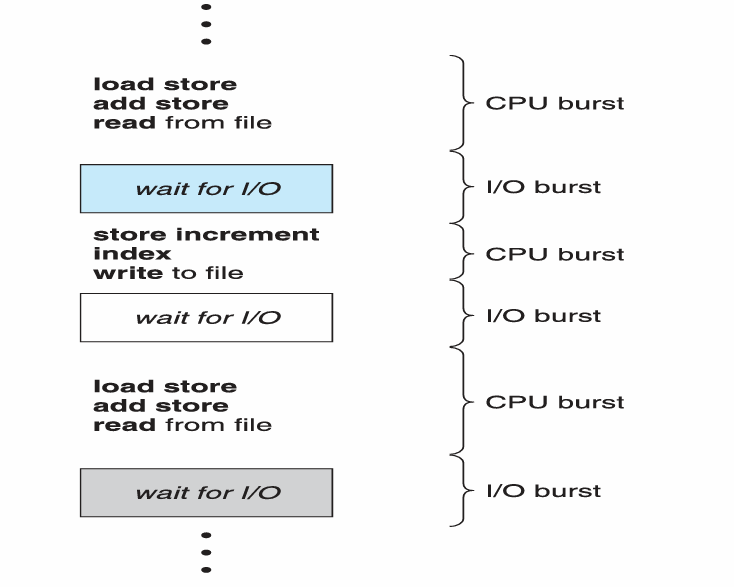 load store
add store
read from file
CPU burst
wait for I/O
I/O burst
store increment
index
write to file
CPU burst
wait for I/O
I/O burst
load store
add store
read from file
CPU burst
wait for I/O
I/O burst